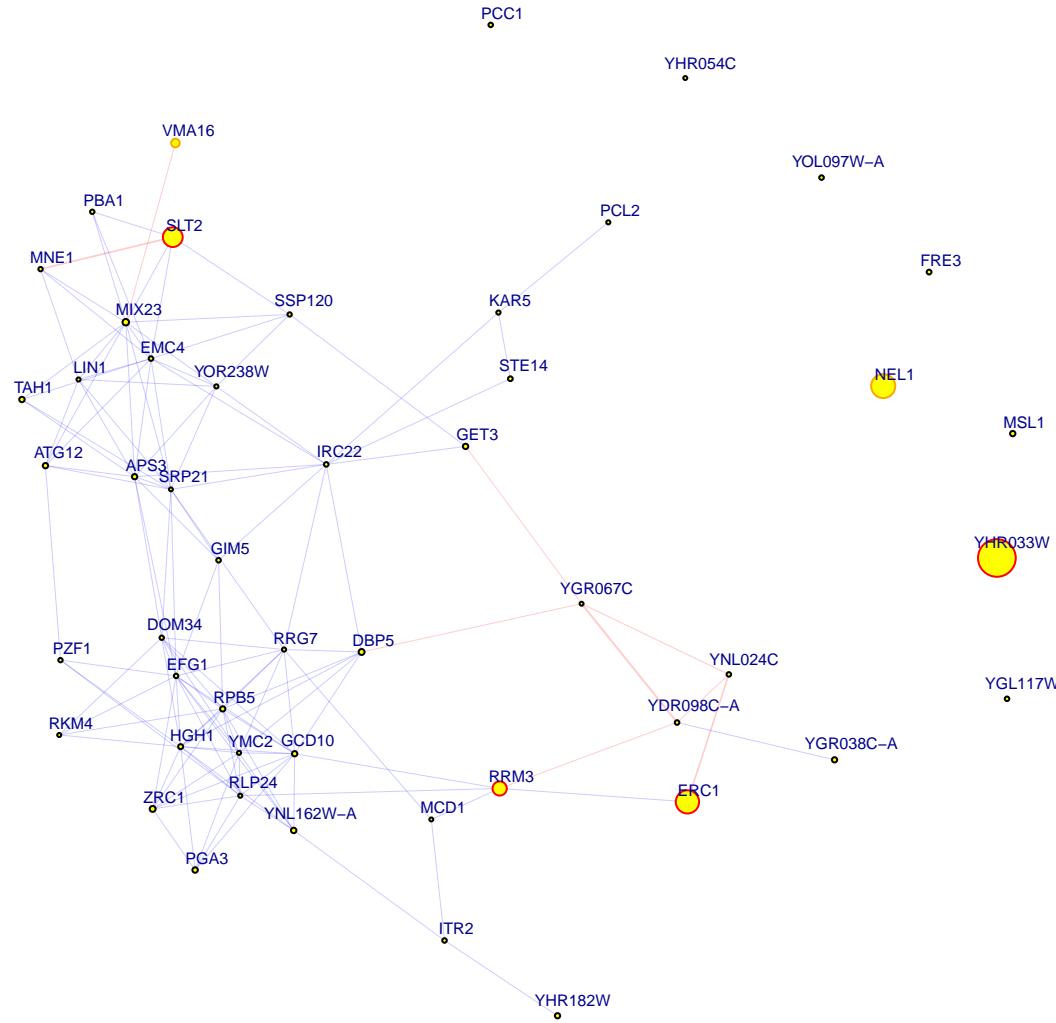 PCC1
YHR054C
VMA16
YOL097W−A
PBA1
PCL2
SLT2
MNE1
FRE3
MIX23
SSP120
KAR5
EMC4
LIN1
YOR238W
STE14
TAH1
NEL1
MSL1
GET3
ATG12
APS3
IRC22
SRP21
YHR033W
GIM5
YGR067C
DOM34
PZF1
RRG7
DBP5
EFG1
YNL024C
YGL117W
RPB5
YDR098C−A
RKM4
HGH1
YMC2
GCD10
YGR038C−A
RRM3
RLP24
ERC1
ZRC1
YNL162W−A
MCD1
PGA3
ITR2
YHR182W